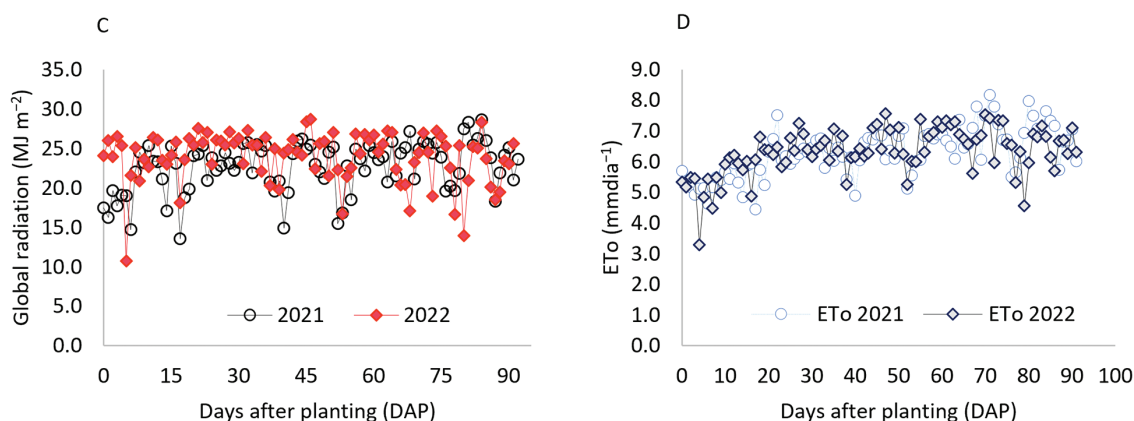 C
Global radiation (MJ m⁻²)
35.0
30.0
25.0
20.0
15.0
10.0
5.0
0.0
2021
2022
0 15 30 45 60 75 90
Days after planting (DAP)
D
ETo (mmdia⁻¹)
9.0
8.0
7.0
6.0
5.0
4.0
3.0
2.0
1.0
0.0
ETo 2021
ETo 2022
0 10 20 30 40 50 60 70 80 90 100
Days after planting (DAP)